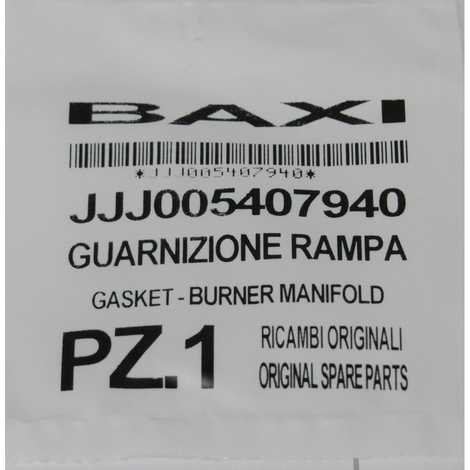 BAXI
*JJJ005407940*
JJJ005407940
GUARNIZIONE RAMPA
GASKET - BURNER MANIFOLD
PZ.1
RICAMBI ORIGINALI
ORIGINAL SPARE PARTS